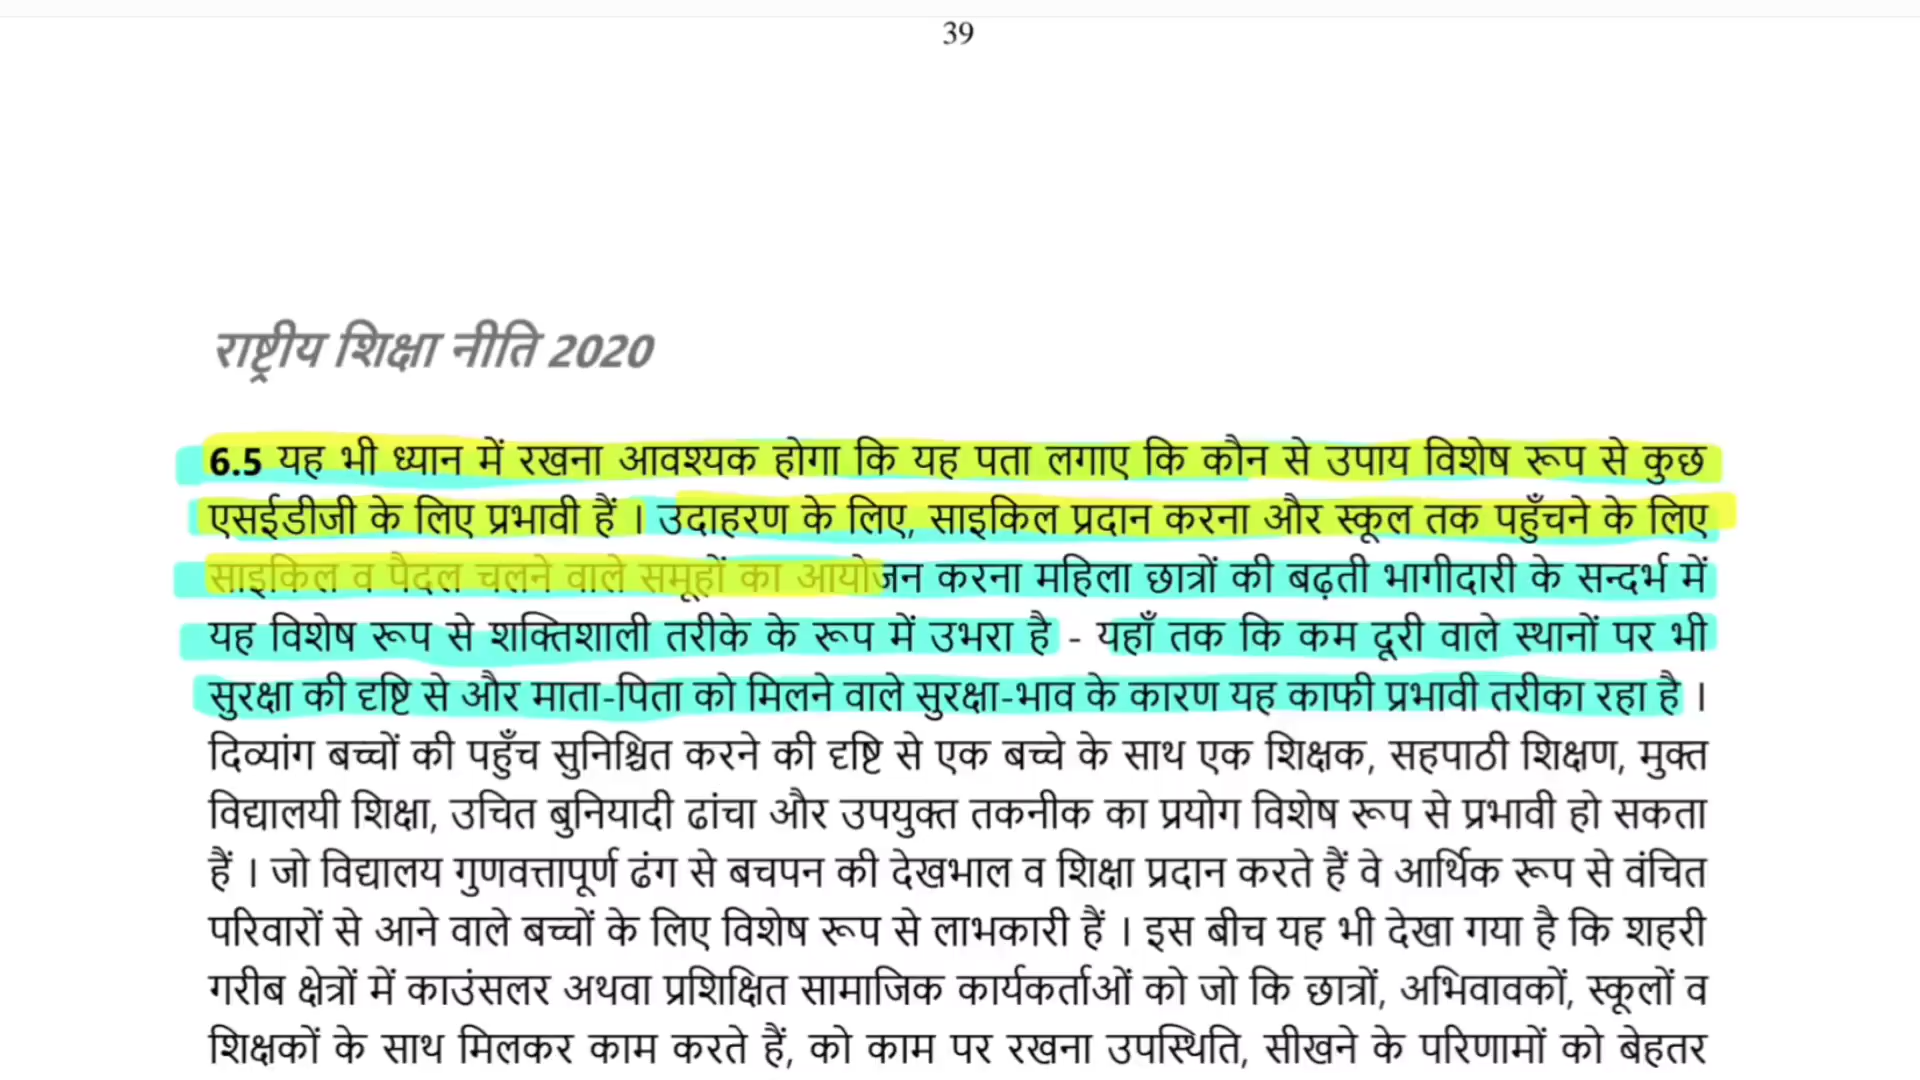 39
राष्ट्रीय शिक्षा नीति 2020
6.5 यह भी ध्यान में रखना आवश्यक होगा कि यह पता लगाए कि कौन से उपाय विशेष रूप से कुछ
एसईडीजी के लिए प्रभावी हैं । उदाहरण के लिए, साइकिल प्रदान करना और स्कूल तक पहुँचने के लिए
साइकिल व पैदल चलने वाले समूहों का आयोजन करना महिला छात्रों की बढ़ती भागीदारी के सन्दर्भ में
यह विशेष रूप से शक्तिशाली तरीके के रूप में उभरा है - यहाँ तक कि कम दूरी वाले स्थानों पर भी
सुरक्षा की दृष्टि से और माता-पिता को मिलने वाले सुरक्षा-भाव के कारण यह काफी प्रभावी तरीका रहा है ।
दिव्यांग बच्चों की पहुँच सुनिश्चित करने की दृष्टि से एक बच्चे के साथ एक शिक्षक, सहपाठी शिक्षण, मुक्त
विद्यालयी शिक्षा, उचित बुनियादी ढांचा और उपयुक्त तकनीक का प्रयोग विशेष रूप से प्रभावी हो सकता
हैं । जो विद्यालय गुणवत्तापूर्ण ढंग से बचपन की देखभाल व शिक्षा प्रदान करते हैं वे आर्थिक रूप से वंचित
परिवारों से आने वाले बच्चों के लिए विशेष रूप से लाभकारी हैं । इस बीच यह भी देखा गया है कि शहरी
गरीब क्षेत्रों में काउंसलर अथवा प्रशिक्षित सामाजिक कार्यकर्ताओं को जो कि छात्रों, अभिवावकों, स्कूलों व
शिक्षकों के साथ मिलकर काम करते हैं, को काम पर रखना उपस्थिति, सीखने के परिणामों को बेहतर